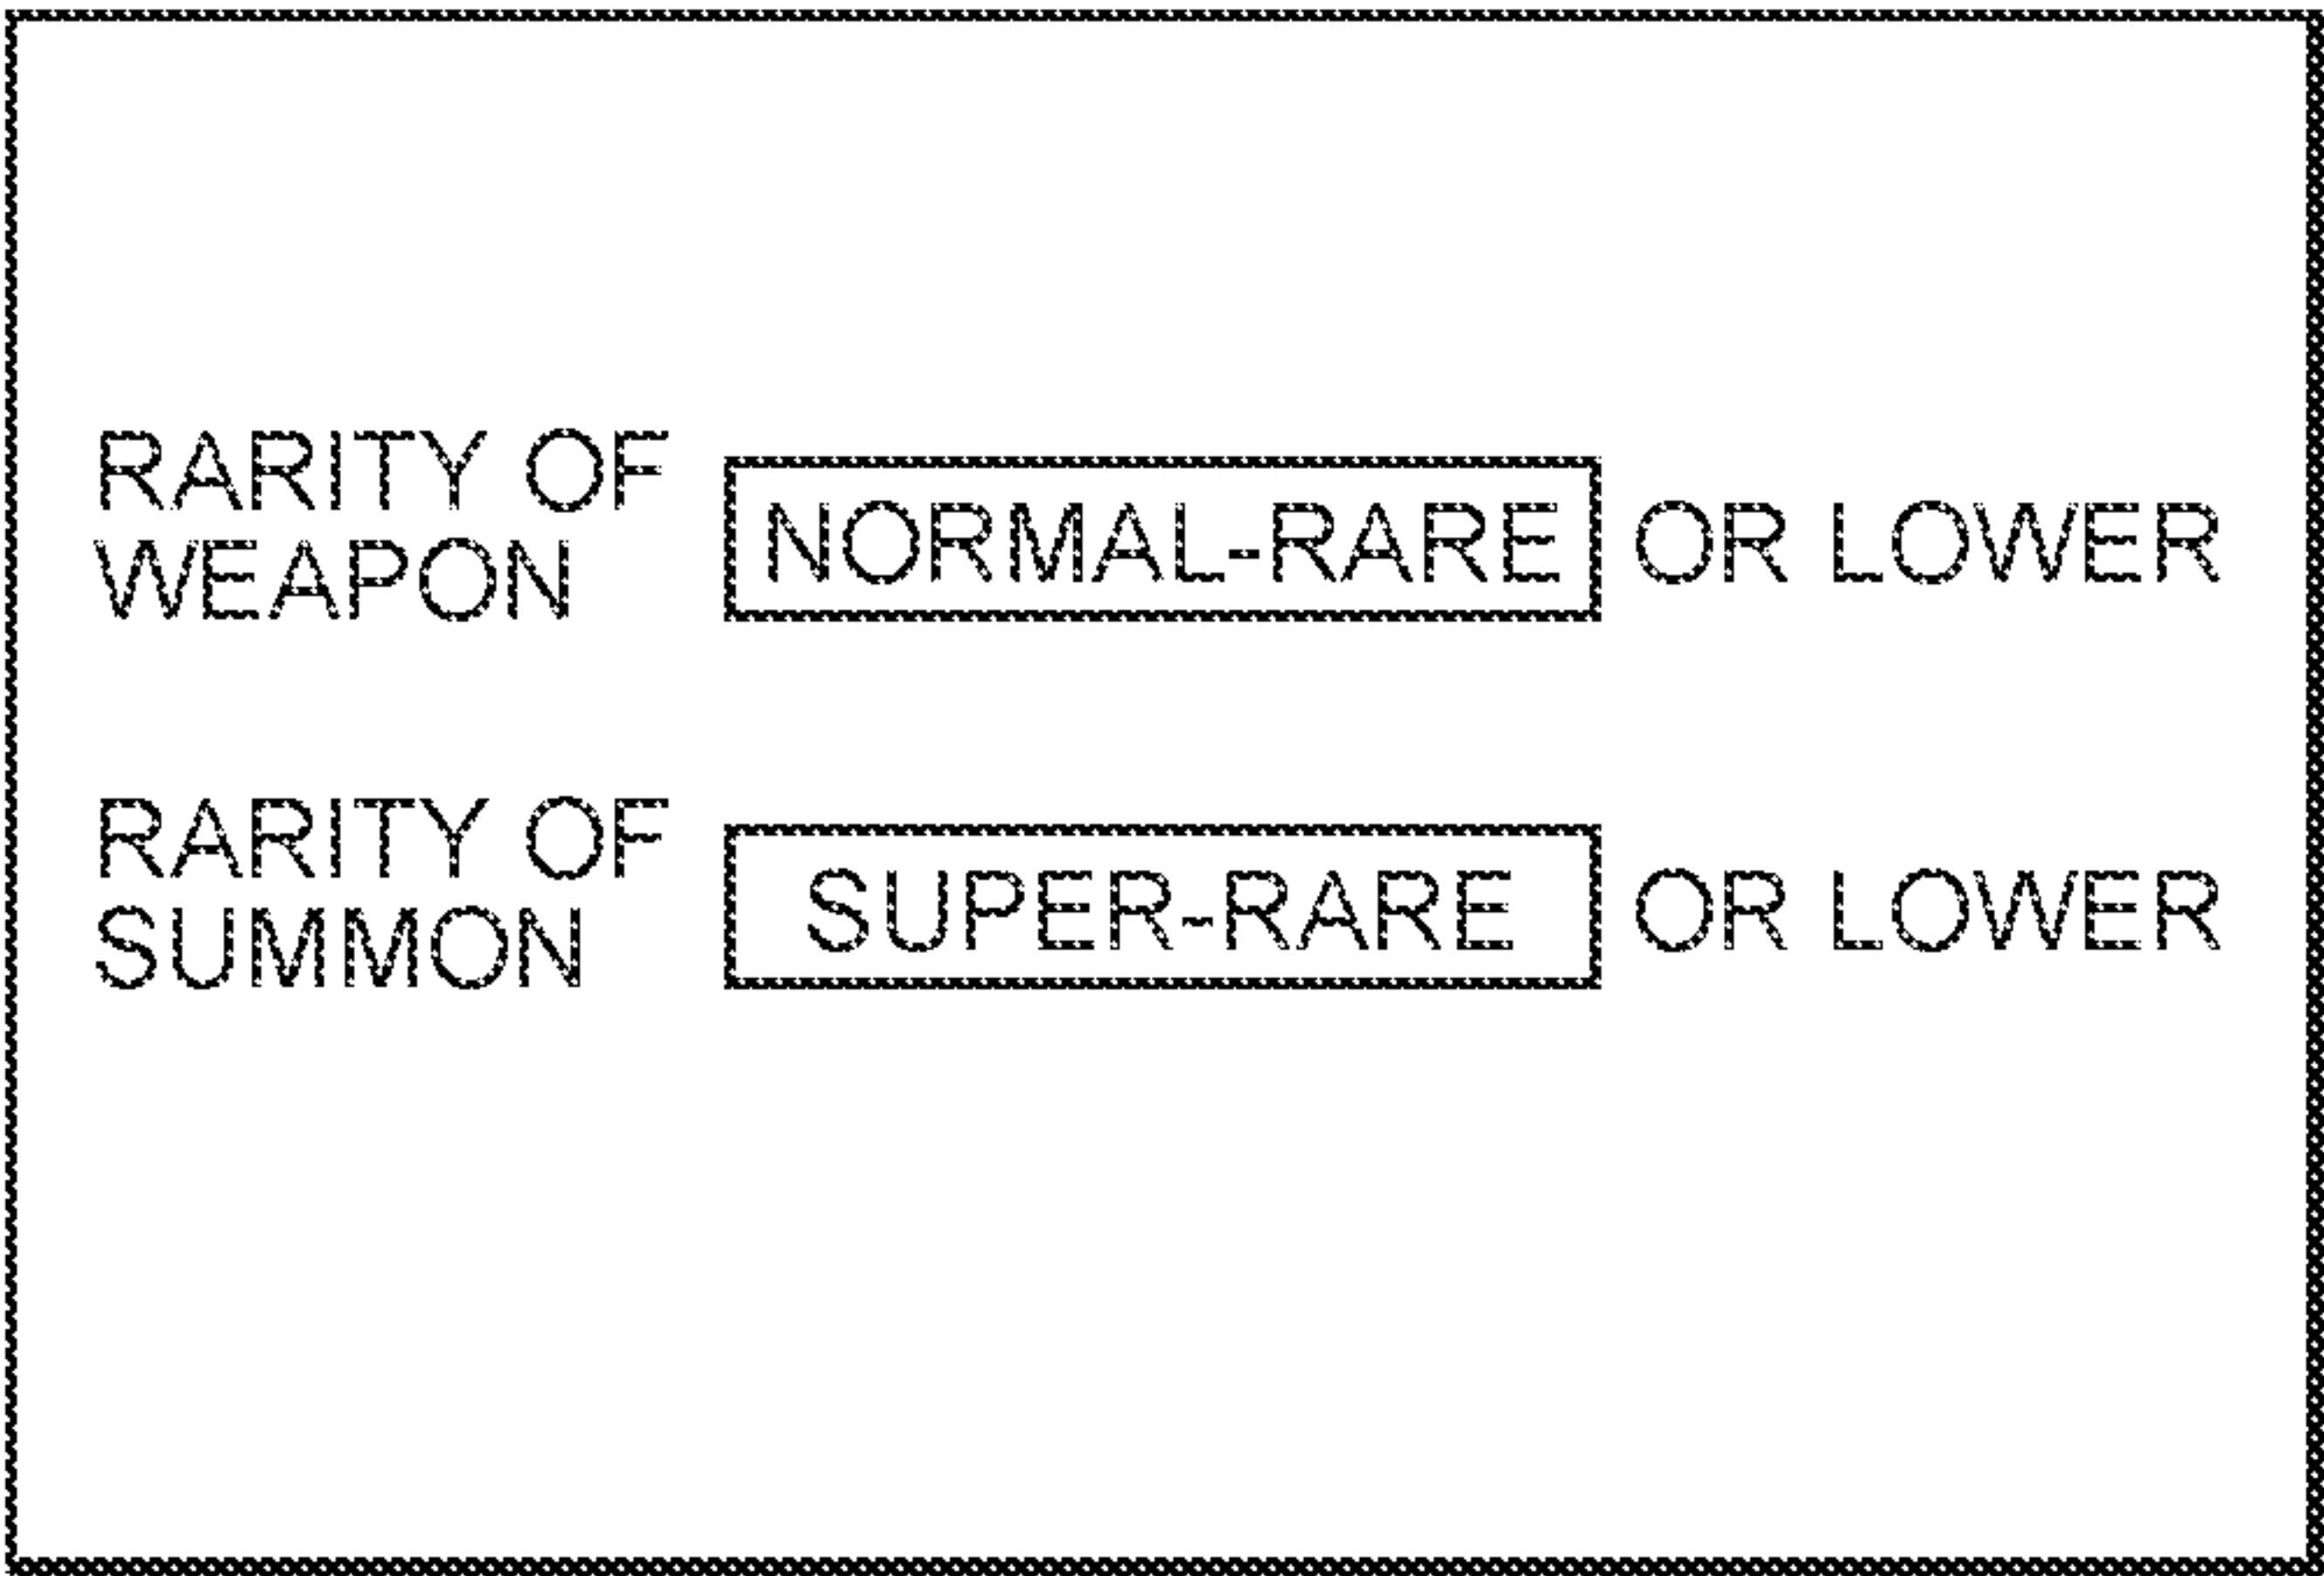 RARITY OF
WEAPON
NORMAL-RARE OR LOWER
RARITY OF
SUMMON
SUPER-RARE OR LOWER